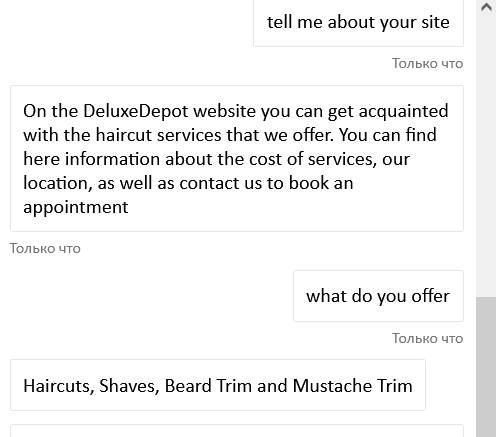 tell me about your site
Только что
On the DeluxeDepot website you can get acquainted
with the haircut services that we offer. You can find
here information about the cost of services, our
location, as well as contact us to book an
appointment
Только что
what do you offer
Только что
Haircuts, Shaves, Beard Trim and Mustache Trim